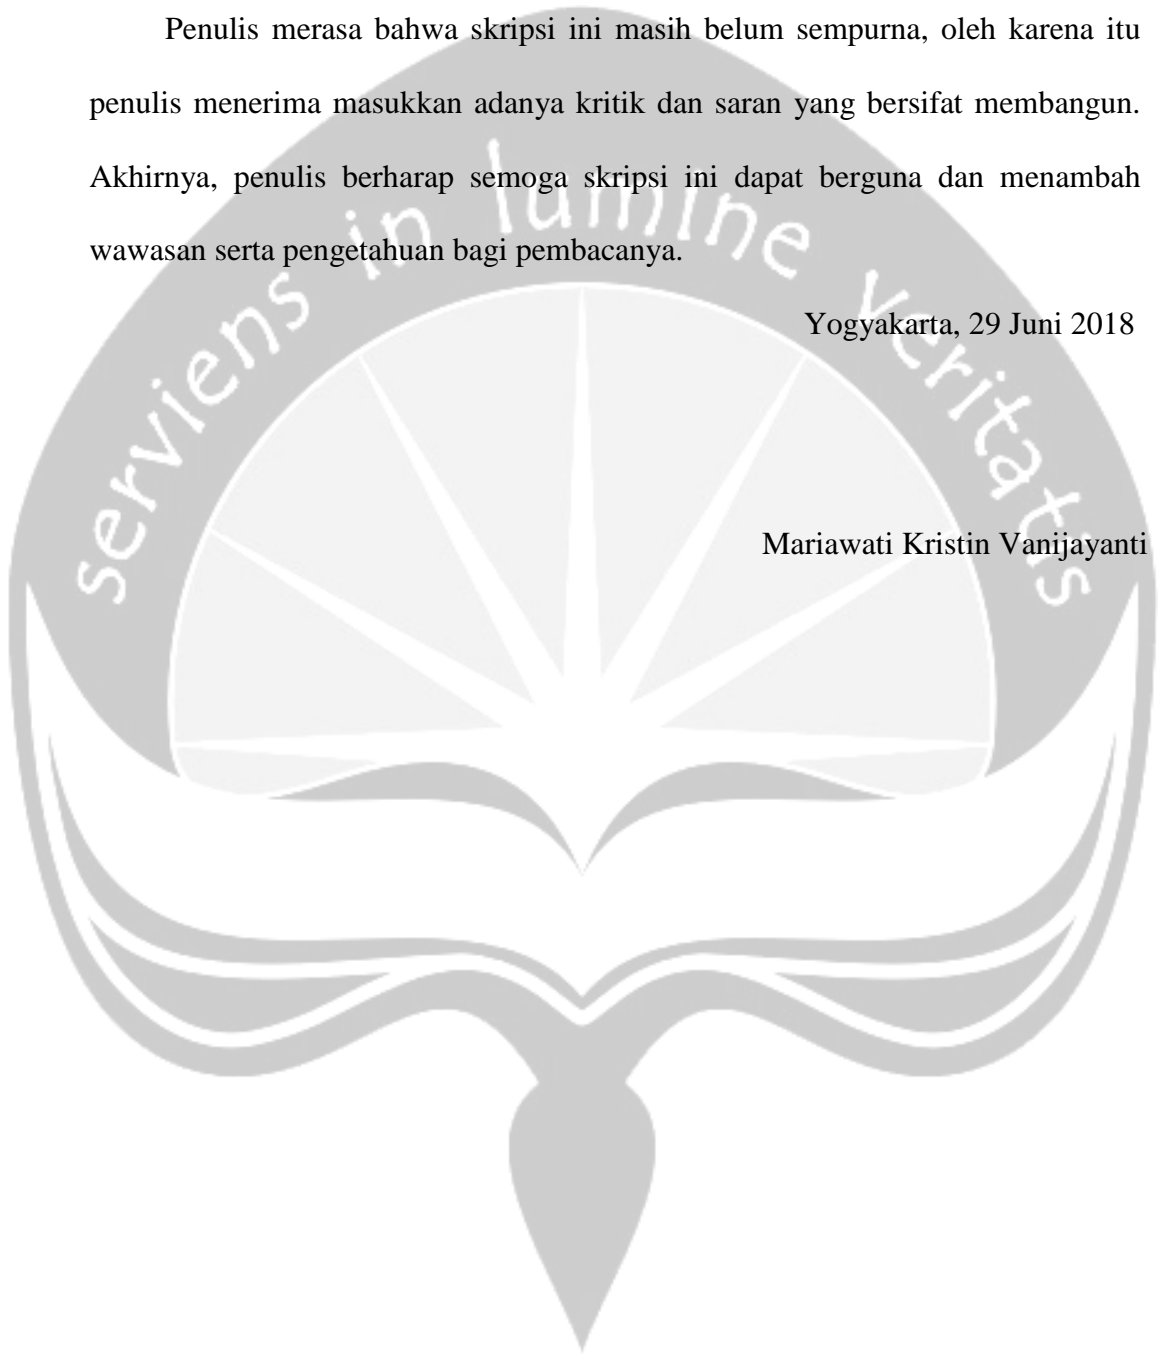 Penulis merasa bahwa skripsi ini masih belum sempurna, oleh karena itu
penulis menerima masukkan adanya kritik dan saran yang bersifat membangun.
Akhirnya, penulis berharap semoga skripsi ini dapat berguna dan menambah
wawasan serta pengetahuan bagi pembacanya.
Yogyakarta, 29 Juni 2018
Mariawati Kristin Vanijayanti
serviens in lumine veritatis